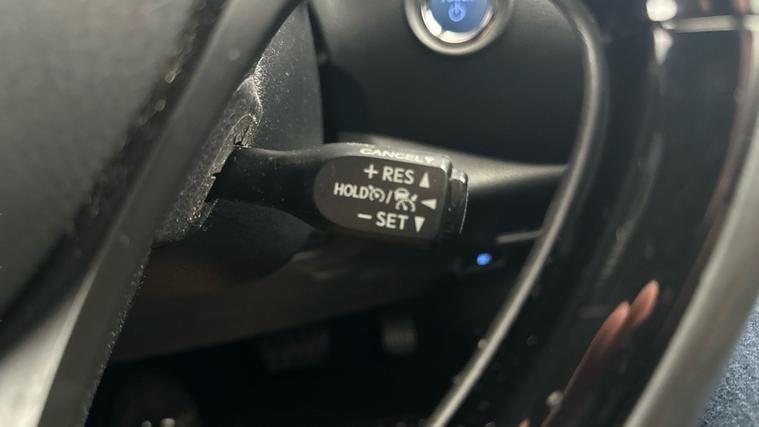 CANCEL
+ RES ▲
HOLD / ◄
− SET ▼